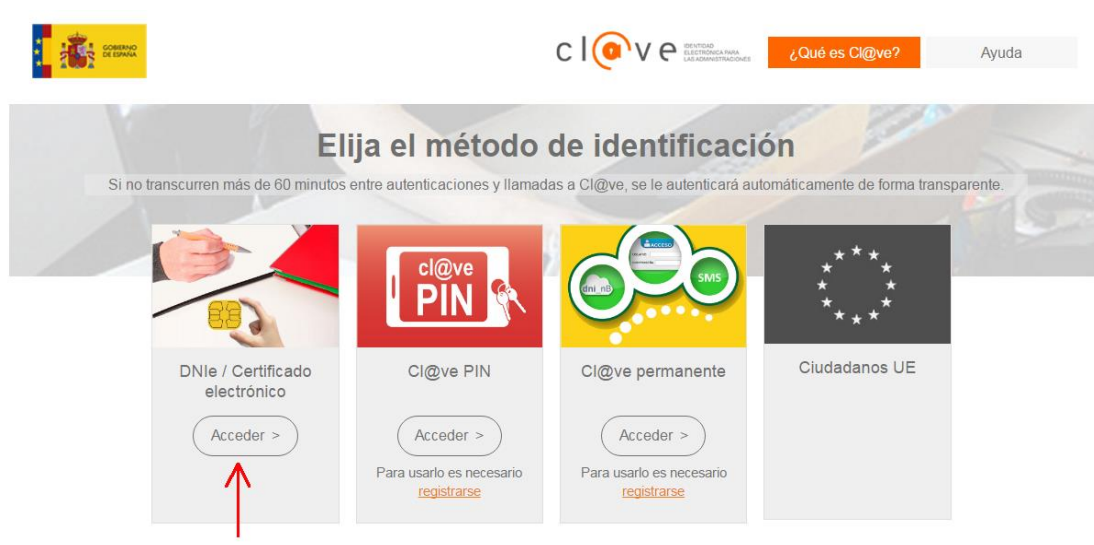 GOBIERNO
DE ESPAÑA
cl@ve
IDENTIDAD
ELECTRÓNICA PARA
LAS ADMINISTRACIONES
¿Qué es Cl@ve?
Ayuda
Elija el método de identificación
Si no transcurren más de 60 minutos entre autenticaciones y llamadas a Cl@ve, se le autenticará automáticamente de forma transparente.
cl@ve
PIN
ACCESO
dni_nB
SMS
DNIe / Certificado
electrónico
Acceder >
Cl@ve PIN
Acceder >
Para usarlo es necesario
registrarse
Cl@ve permanente
Acceder >
Para usarlo es necesario
registrarse
Ciudadanos UE